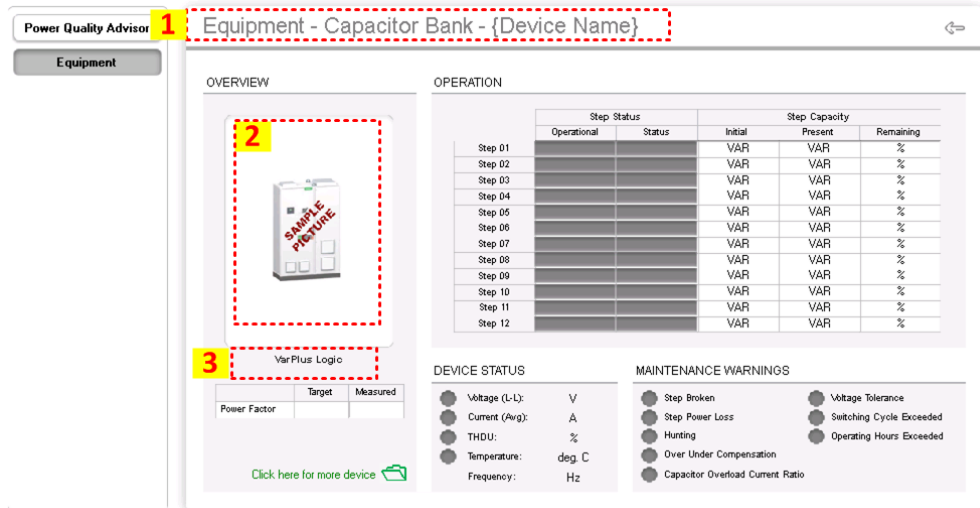 Power Quality Advisor
Equipment
1
Equipment - Capacitor Bank - {Device Name}
OVERVIEW
2
SAMPLE
PICTURE
3
VarPlus Logic
Target Measured
Power Factor
Click here for more device
OPERATION
Step Status Step Capacity
Operational Status Initial Present Remaining
Step 01 VAR VAR %
Step 02 VAR VAR %
Step 03 VAR VAR %
Step 04 VAR VAR %
Step 05 VAR VAR %
Step 06 VAR VAR %
Step 07 VAR VAR %
Step 08 VAR VAR %
Step 09 VAR VAR %
Step 10 VAR VAR %
Step 11 VAR VAR %
Step 12 VAR VAR %
DEVICE STATUS
Voltage (L-L): V
Current (Avg): A
THDU: %
Temperature: deg. C
Frequency: Hz
MAINTENANCE WARNINGS
Step Broken
Step Power Loss
Hunting
Over Under Compensation
Capacitor Overload Current Ratio
Voltage Tolerance
Switching Cycle Exceeded
Operating Hours Exceeded